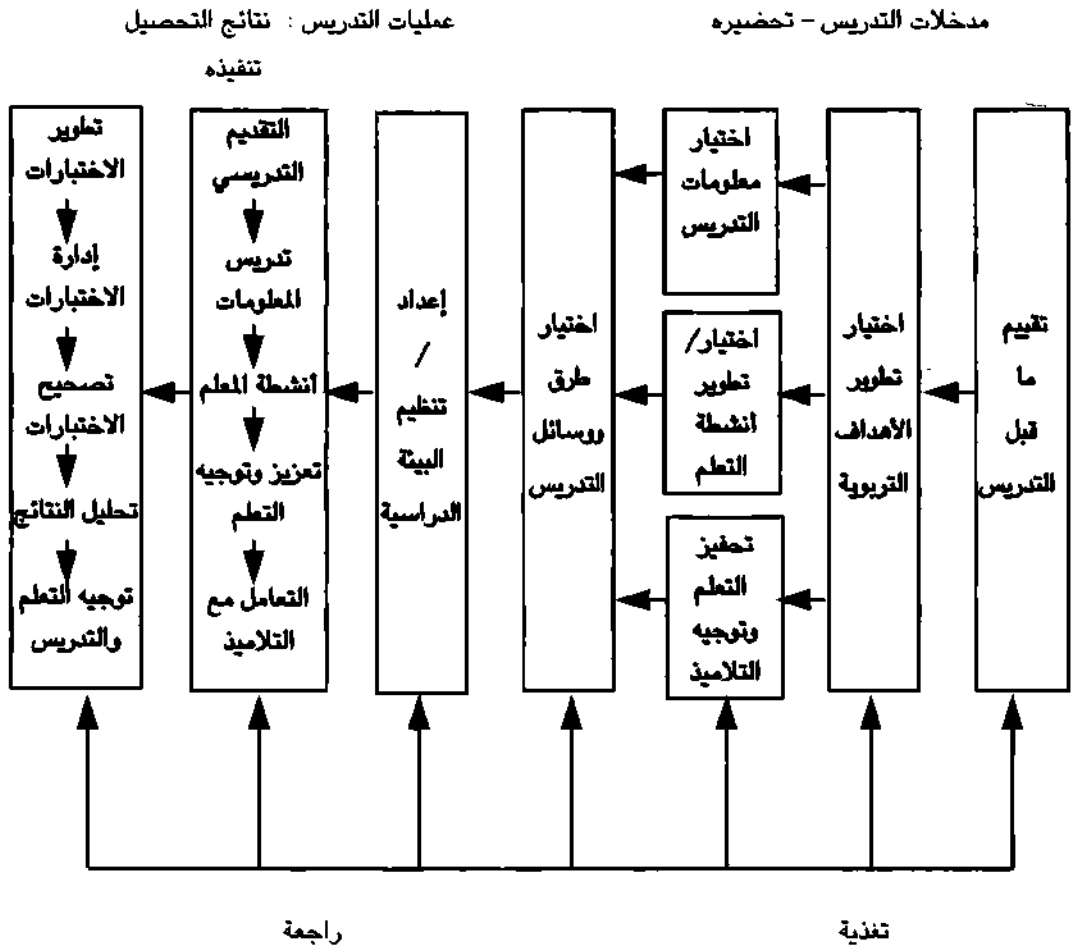 مدخلات التدريس – تحضيره
عمليات التدريس : نتائج التحصيل
تنفيذه
تقييم
ما
قبل
التدريس
اختيار
تطوير
الأهداف
التربوية
اختيار
معلومات
التدريس
اختيار/
تطوير
أنشطة
التعلم
تحفيز
التعلم
وتوجيه
التلاميذ
اختيار
طرق
ووسائل
التدريس
إعداد
/
تنظيم
البيئة
الدراسية
التقديم
التدريسي
تدريس
المعلومات
أنشطة المعلم
تعزيز وتوجيه
التعلم
التعامل مع
التلاميذ
تطوير
الاختبارات
إدارة
الاختبارات
تصحيح
الاختبارات
تحليل النتائج
توجيه التعلم
والتدريس
تغذية
راجعة